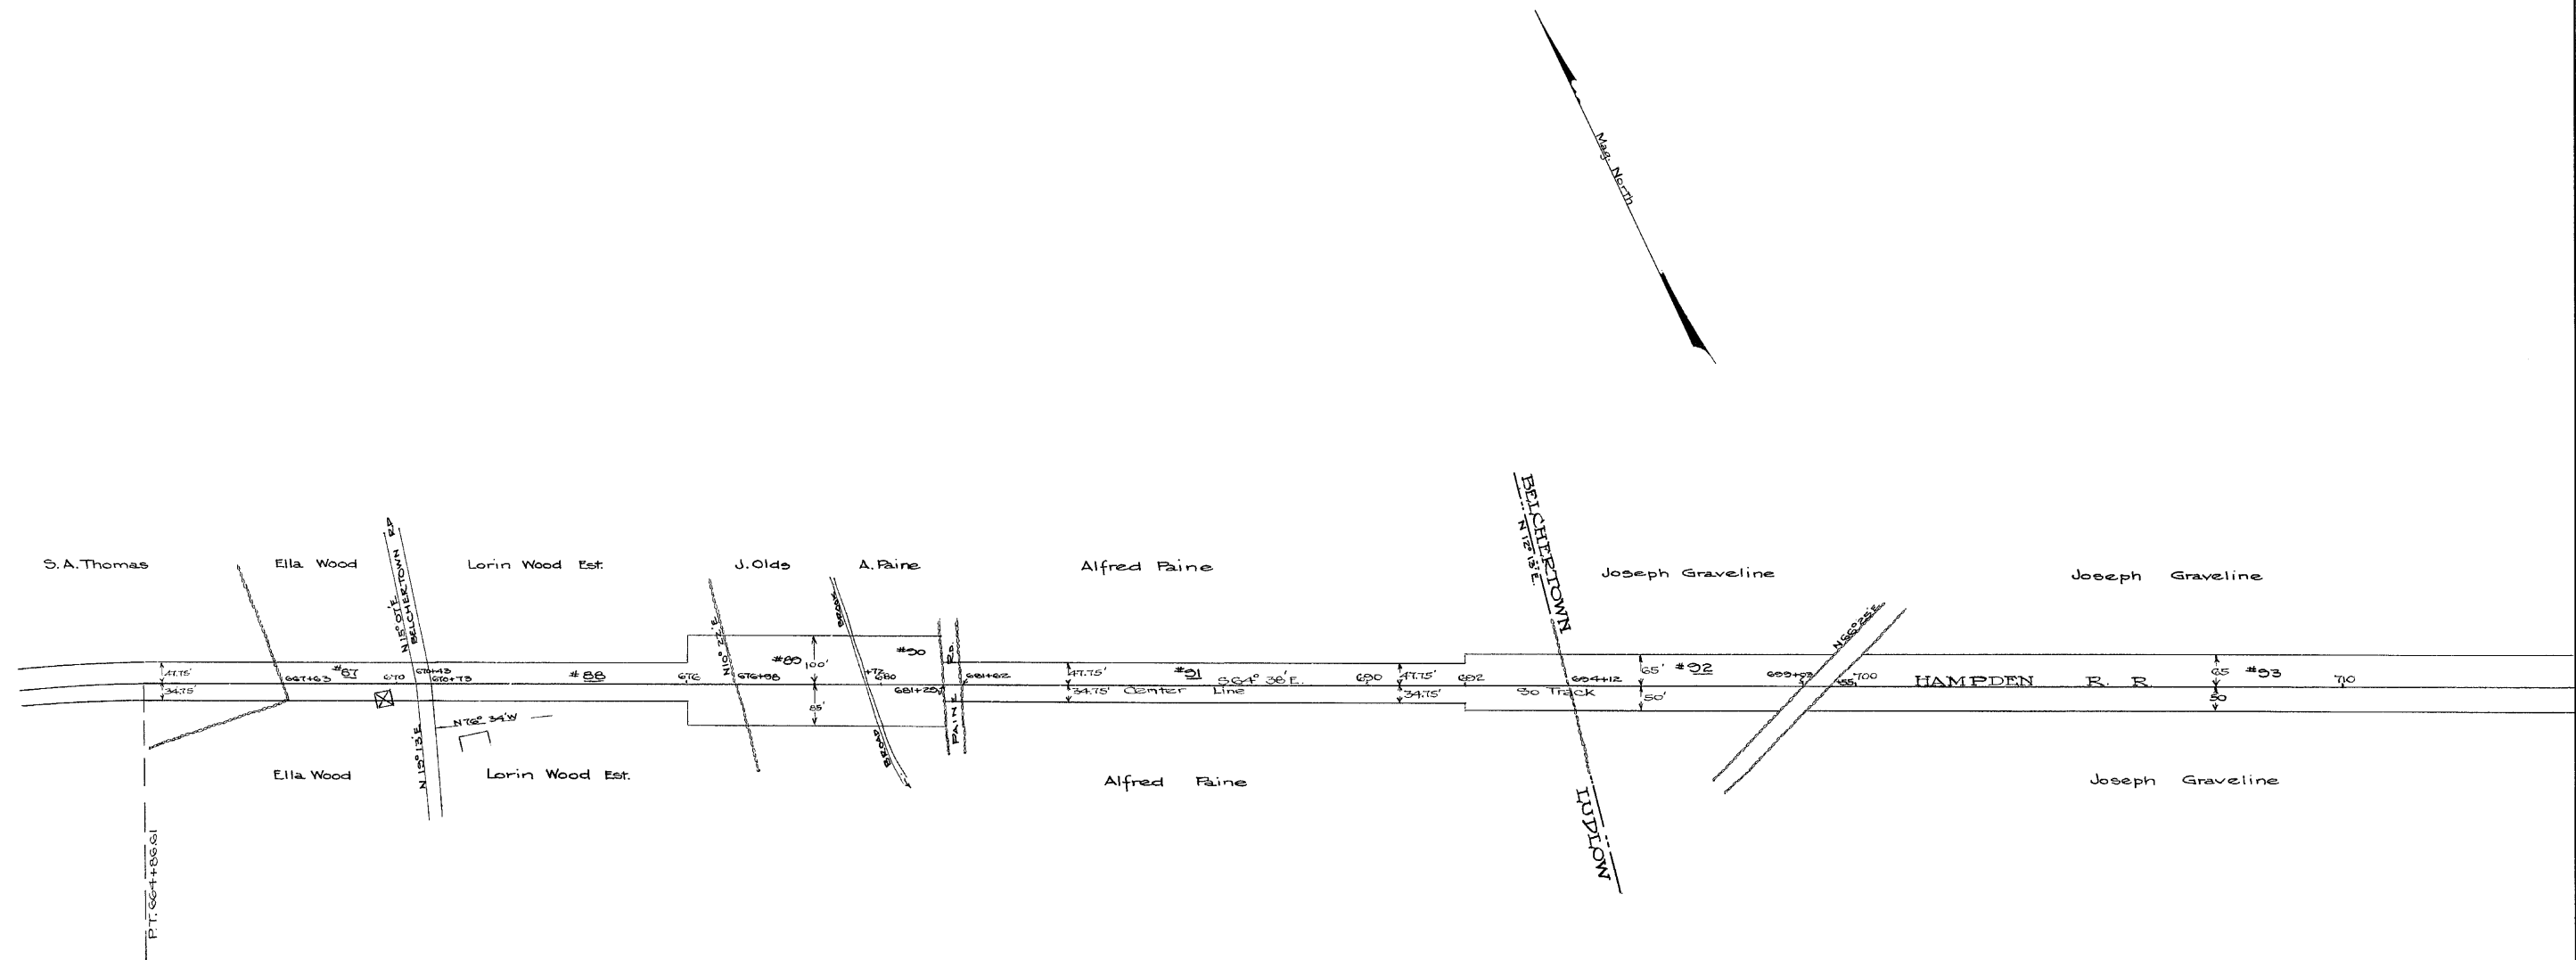 Mag. North
S. A. Thomas
Ella Wood
BELCHERTOWN RD
N 15° 07' E
Lorin Wood Est.
J. Olds
A. Paine
Alfred Paine
BELCHERTOWN
N 12° 13' E.
Joseph Graveline
Joseph Graveline
N 66° 25' E
N 10° 22' E
BROOK
RD.
47.75'
34.75
667+63
#87
670
670+43
670+75
#88
676
676+98
#89
100'
85'
#90
680
681+29
681+62
47.75'
34.75'
#91
S 64° 38' E.
Center Line
690
47.75'
34.75'
692
So Track
694+12
65'
50'
#92
700
HAMPDEN R. R.
65
50
#93
710
N 76° 34' W
N 19° 13' E
BROAD
PAINE
Ella Wood
Lorin Wood Est.
Alfred Paine
LUDLOW
Joseph Graveline
P.T. 664+86.61